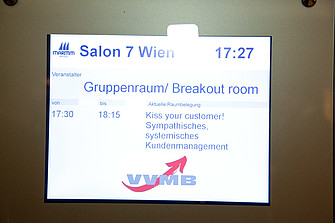 MARITIM Salon 7 Wien 17:27
Veranstalter
Gruppenraum/ Breakout room
von bis Aktuelle Raumbelegung
17:30 18:15 Kiss your customer!
Sympathisches,
systemisches
Kundenmanagement
VVMB